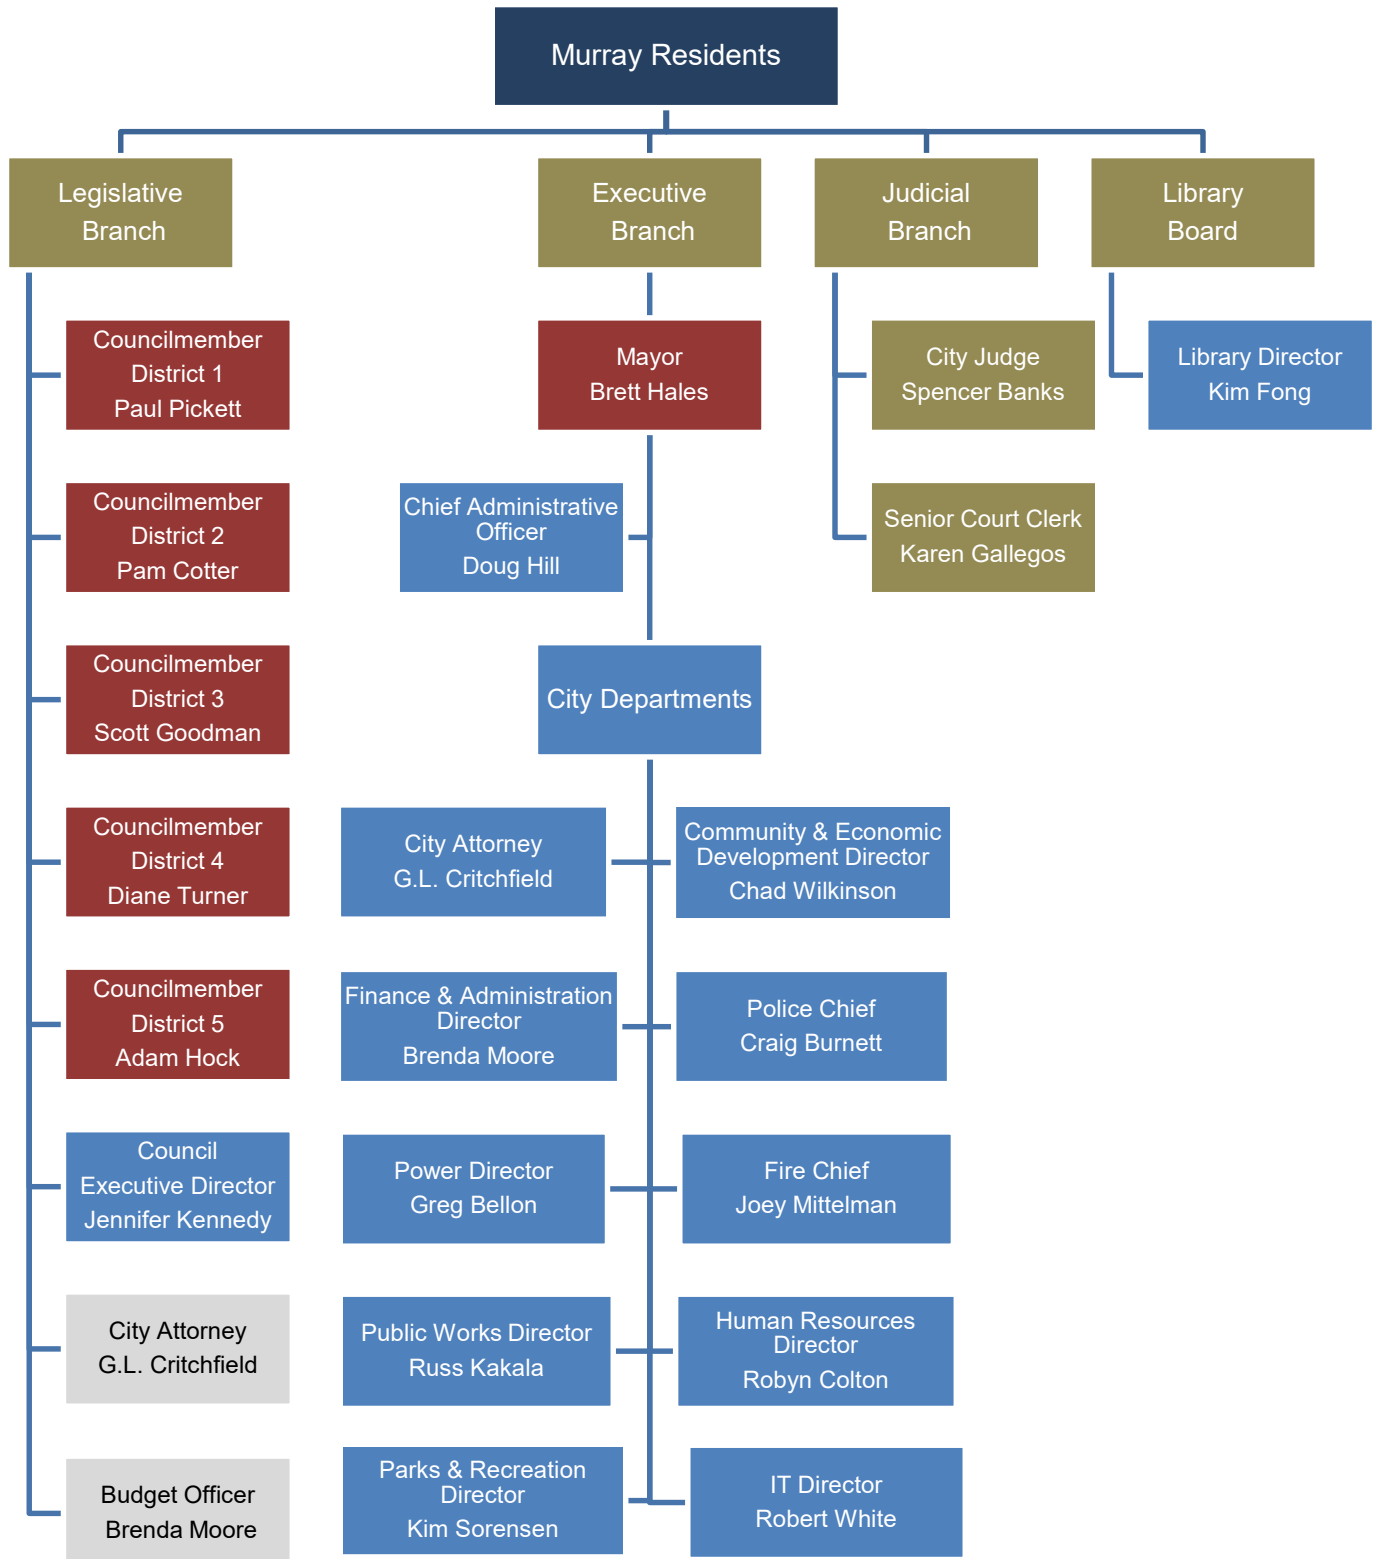 Murray Residents
Legislative
Branch
Executive
Branch
Judicial
Branch
Library
Board
Councilmember
District 1
Paul Pickett
Mayor
Brett Hales
City Judge
Spencer Banks
Library Director
Kim Fong
Councilmember
District 2
Pam Cotter
Chief Administrative
Officer
Doug Hill
Senior Court Clerk
Karen Gallegos
Councilmember
District 3
Scott Goodman
City Departments
Councilmember
District 4
Diane Turner
City Attorney
G.L. Critchfield
Community & Economic
Development Director
Chad Wilkinson
Councilmember
District 5
Adam Hock
Finance & Administration
Director
Brenda Moore
Police Chief
Craig Burnett
Council
Executive Director
Jennifer Kennedy
Power Director
Greg Bellon
Fire Chief
Joey Mittelman
City Attorney
G.L. Critchfield
Public Works Director
Russ Kakala
Human Resources
Director
Robyn Colton
Budget Officer
Brenda Moore
Parks & Recreation
Director
Kim Sorensen
IT Director
Robert White